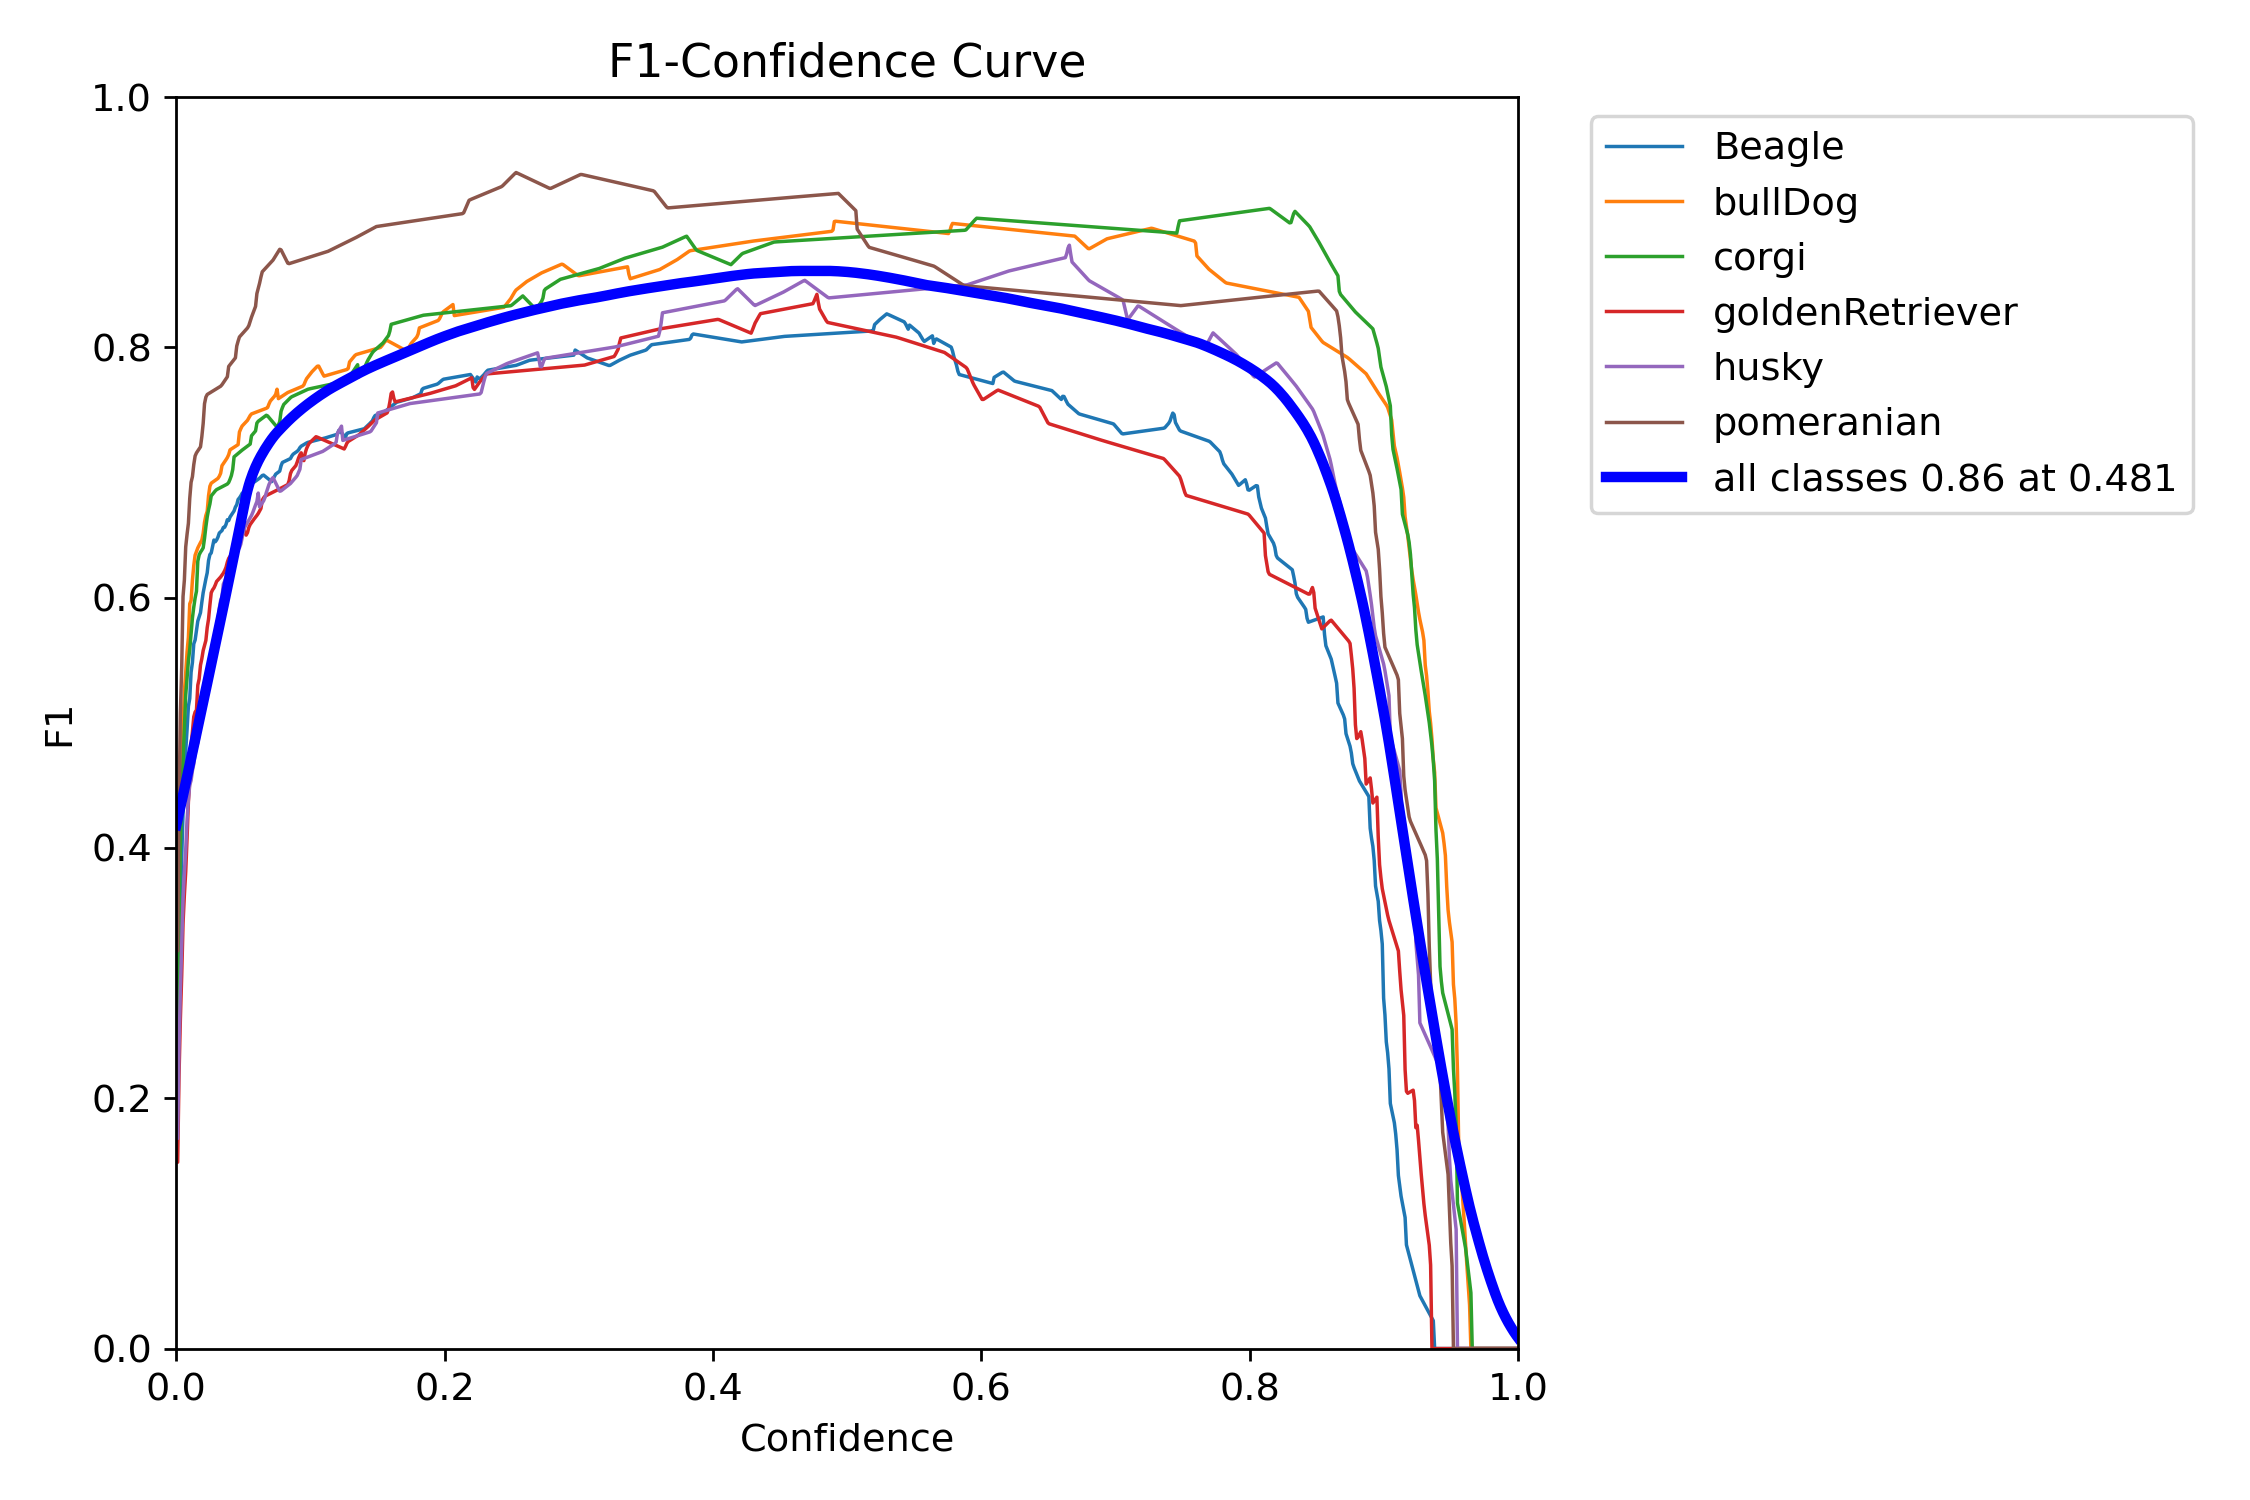 F1-Confidence Curve
1.0
0.8
0.6
0.4
0.2
0.0
F1
0.0 0.2 0.4 0.6 0.8 1.0
Confidence
Beagle
bullDog
corgi
goldenRetriever
husky
pomeranian
all classes 0.86 at 0.481